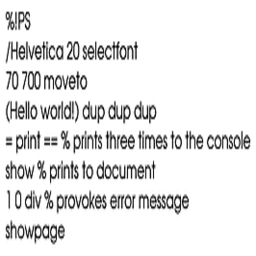 %!PS
/Helvetica 20 selectfont
70 700 moveto
(Hello world!) dup dup dup
= print == % prints three times to the console
show % prints to document
1 0 div % provokes error message
showpage